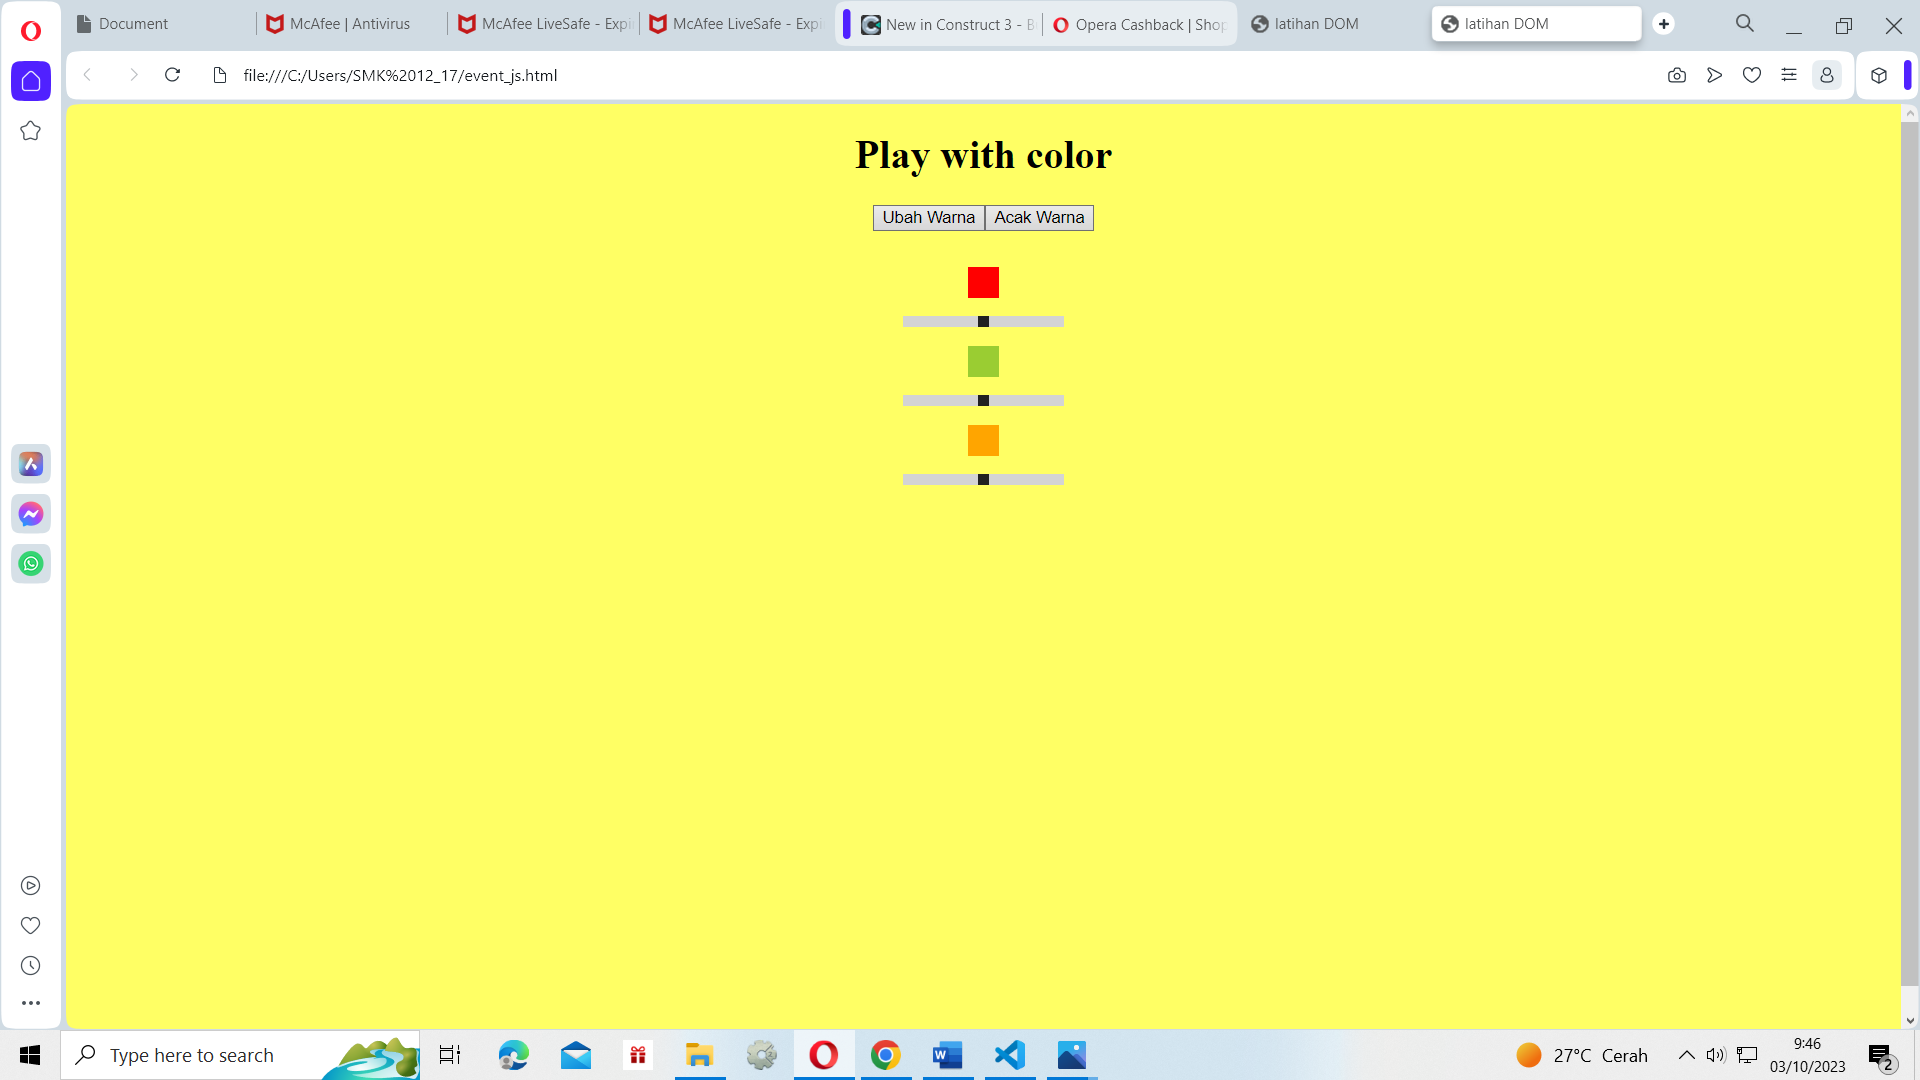 Document
McAfee | Antivirus
McAfee LiveSafe - Expi
McAfee LiveSafe - Exp
New in Construct 3 - B
Opera Cashback | Shop
latihan DOM
latihan DOM
file:///C:/Users/SMK%2012_17/event_js.html
Play with color
Ubah Warna
Acak Warna
Type here to search
27°C Cerah
9:46
03/10/2023
2